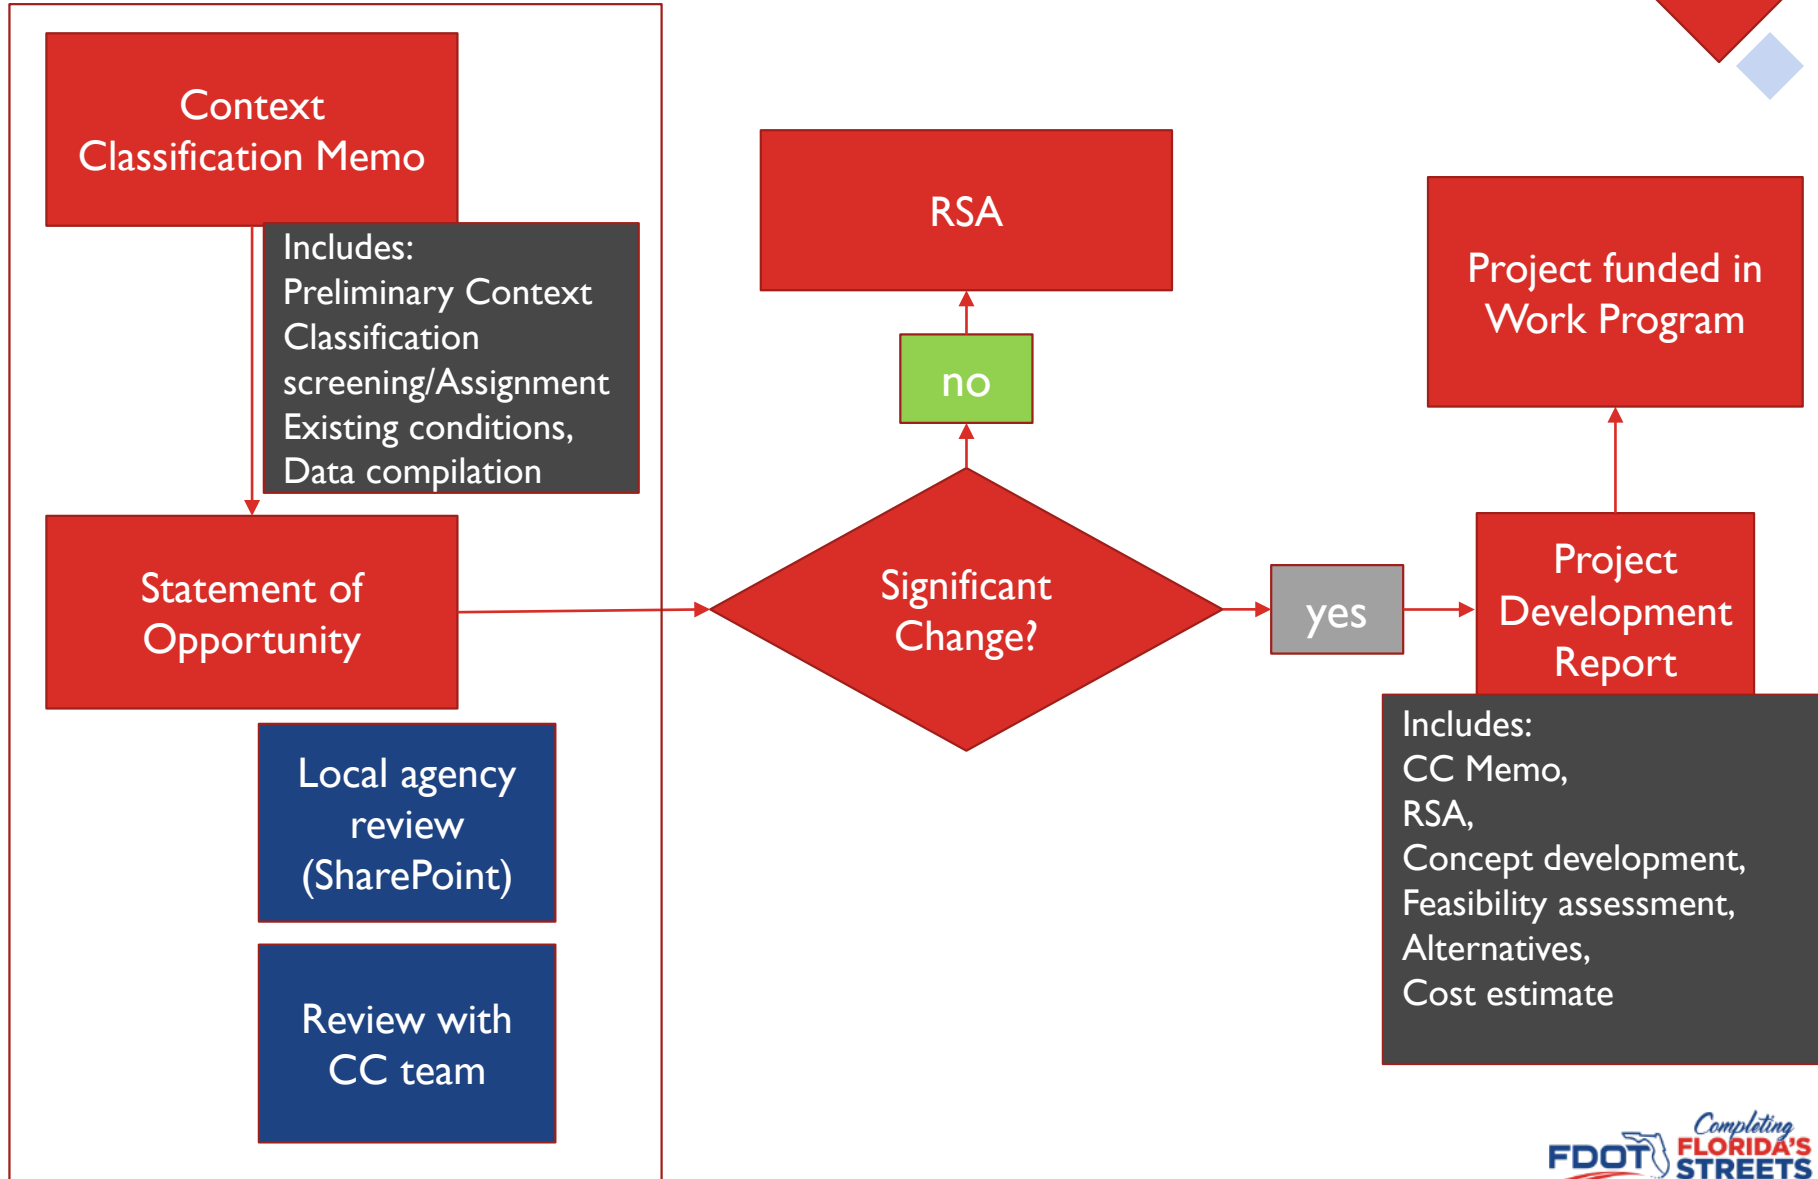 Context
Classification Memo
Includes:
Preliminary Context
Classification
screening/Assignment
Existing conditions,
Data compilation
Statement of
Opportunity
Local agency
review
(SharePoint)
Review with
CC team
RSA
no
Significant
Change?
yes
Project funded in
Work Program
Project
Development
Report
Includes:
CC Memo,
RSA,
Concept development,
Feasibility assessment,
Alternatives,
Cost estimate
FDOT
Completing
FLORIDA'S
STREETS